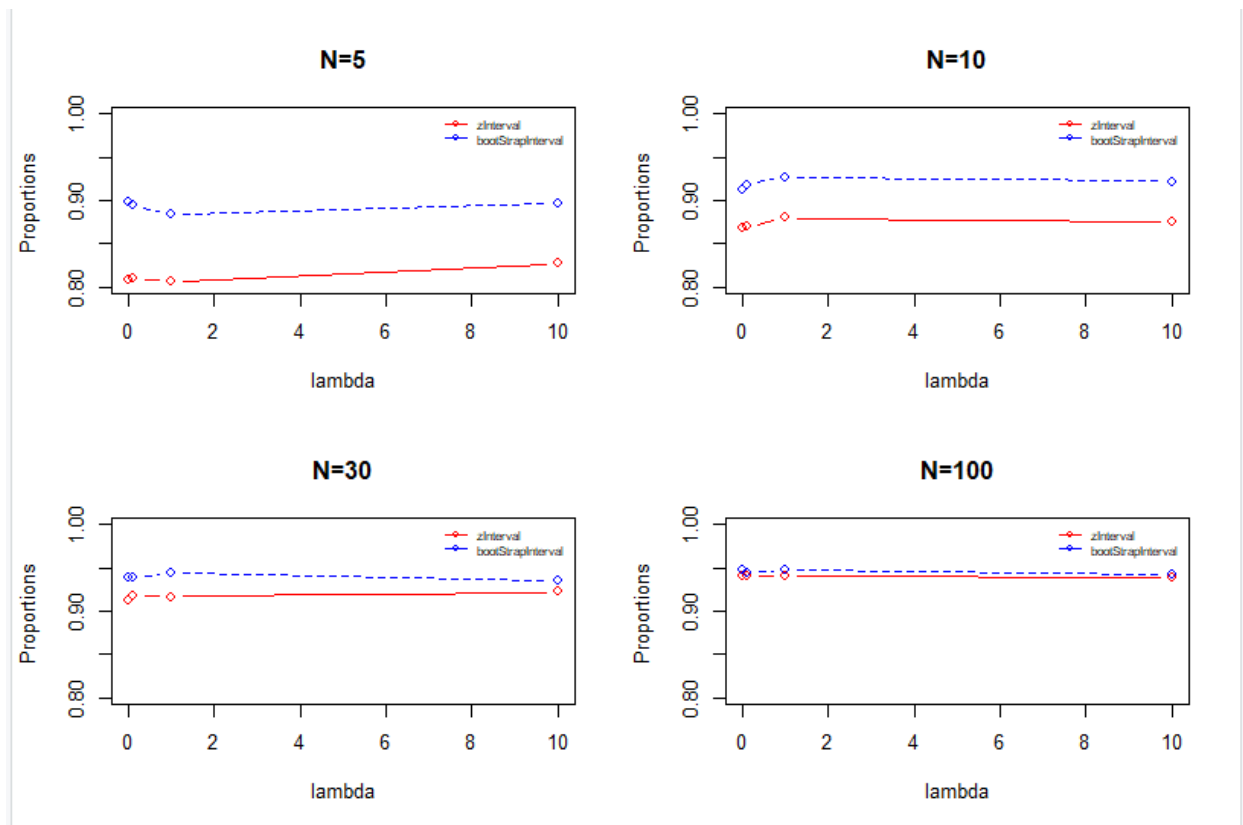 N=5
1.00
0.90
0.80
Proportions
zInterval
bootStrapInterval
0 2 4 6 8 10
lambda
N=10
1.00
0.90
0.80
Proportions
zInterval
bootStrapInterval
0 2 4 6 8 10
lambda
N=30
1.00
0.90
0.80
Proportions
zInterval
bootStrapInterval
0 2 4 6 8 10
lambda
N=100
1.00
0.90
0.80
Proportions
zInterval
bootStrapInterval
0 2 4 6 8 10
lambda